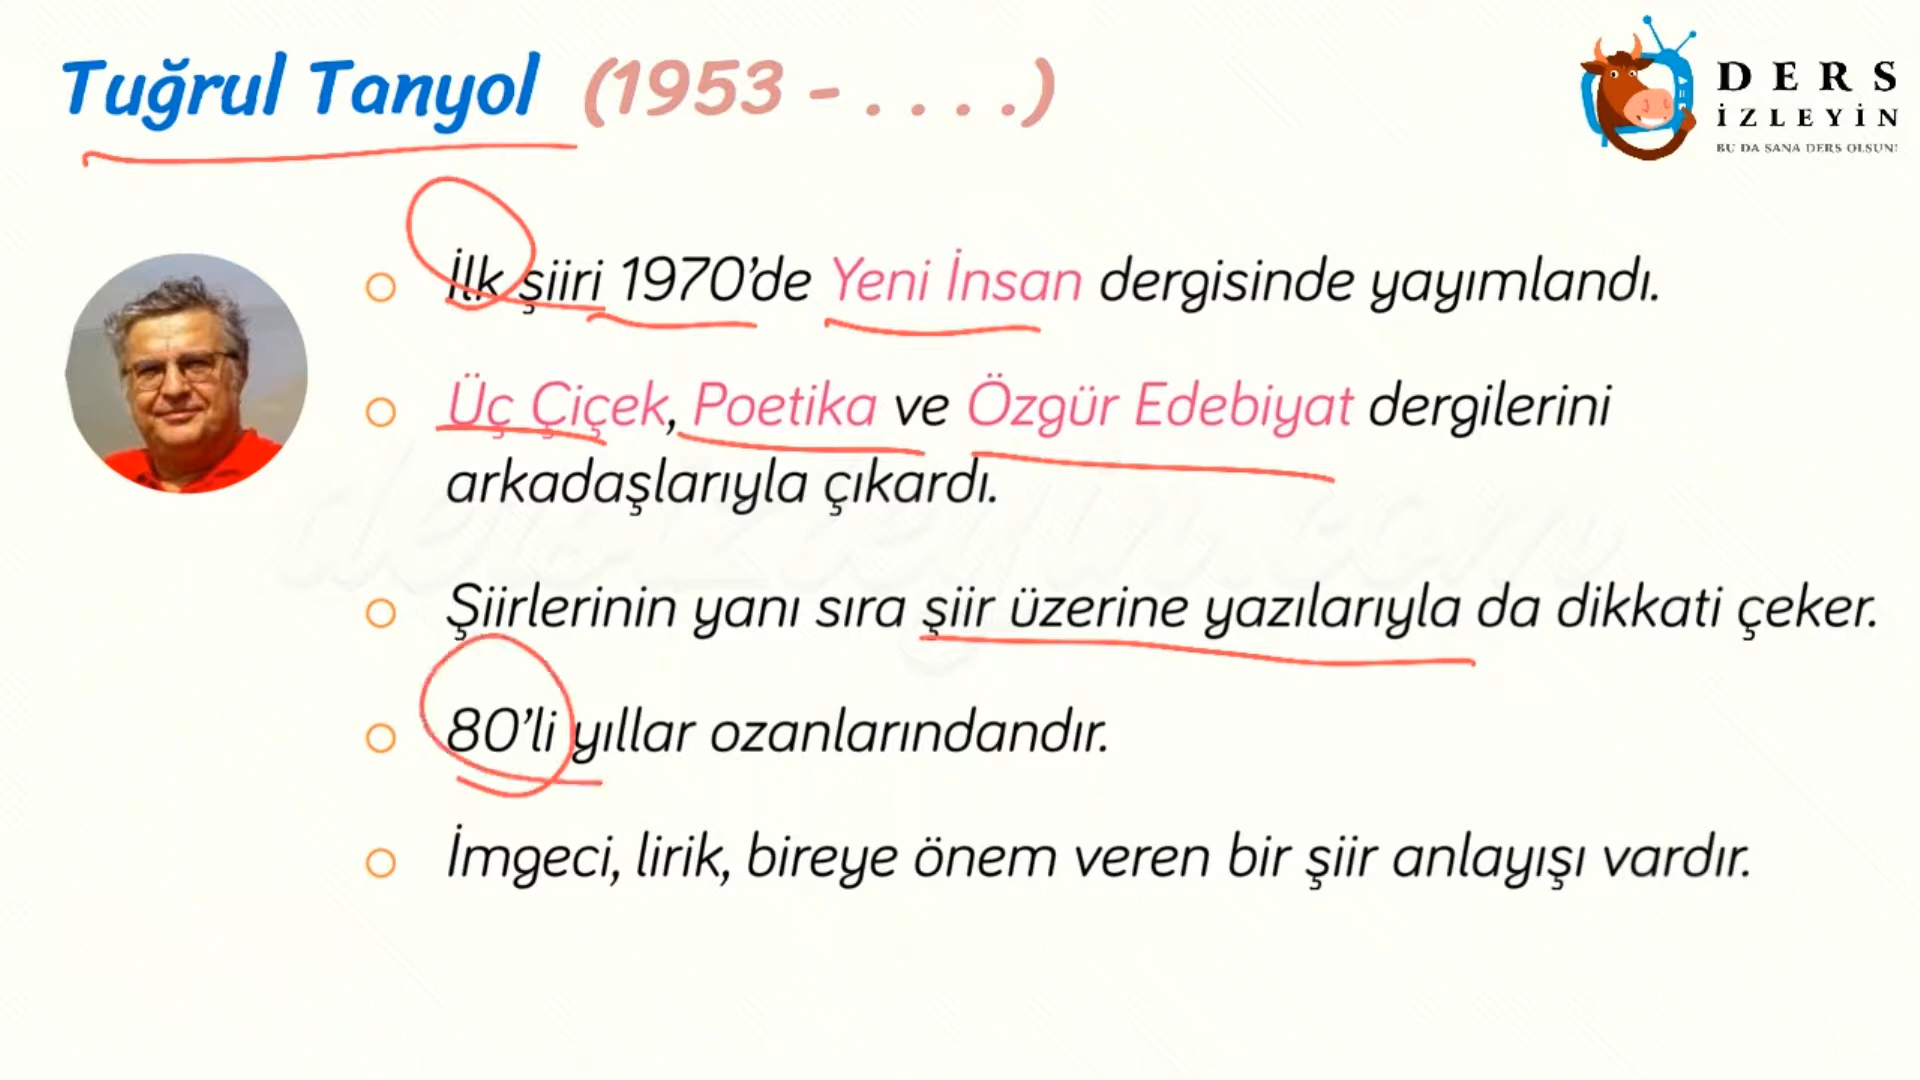 Tuğrul Tanyol (1953 - . . . .)
DERS
İZLEYİN
BU DA SANA DERS OLSUN!
İlk şiiri 1970'de Yeni İnsan dergisinde yayımlandı.
Üç Çiçek, Poetika ve Özgür Edebiyat dergilerini
arkadaşlarıyla çıkardı.
Şiirlerinin yanı sıra şiir üzerine yazılarıyla da dikkati çeker.
80'li yıllar ozanlarındandır.
İmgeci, lirik, bireye önem veren bir şiir anlayışı vardır.